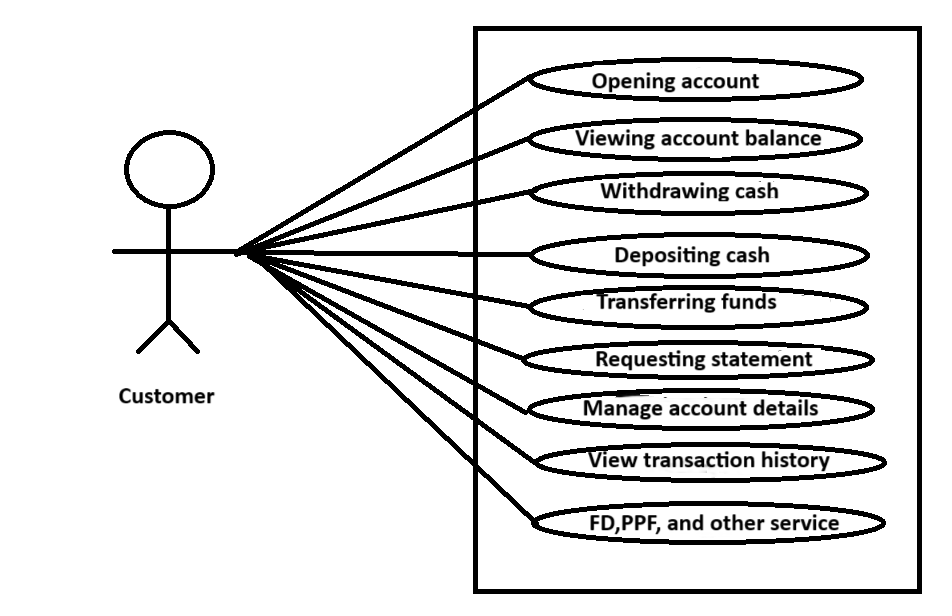 Opening account
Viewing account balance
Withdrawing cash
Depositing cash
Transferring funds
Requesting statement
Manage account details
View transaction history
FD,PPF, and other service
Customer